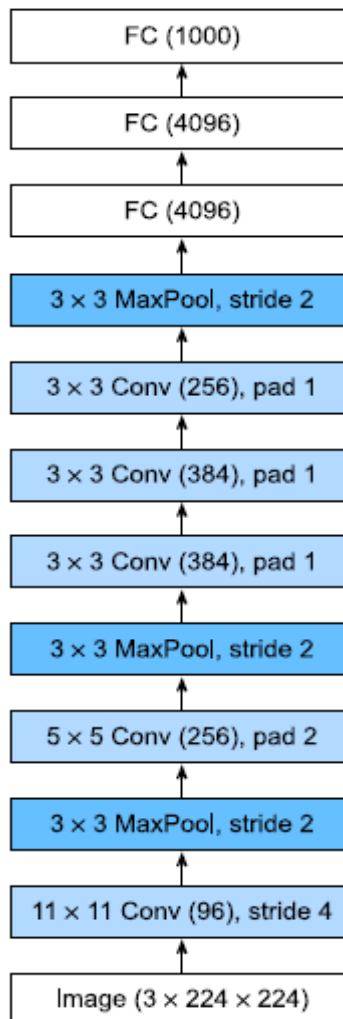 FC (1000)
FC (4096)
FC (4096)
3 × 3 MaxPool, stride 2
3 × 3 Conv (256), pad 1
3 × 3 Conv (384), pad 1
3 × 3 Conv (384), pad 1
3 × 3 MaxPool, stride 2
5 × 5 Conv (256), pad 2
3 × 3 MaxPool, stride 2
11 × 11 Conv (96), stride 4
Image (3 × 224 × 224)